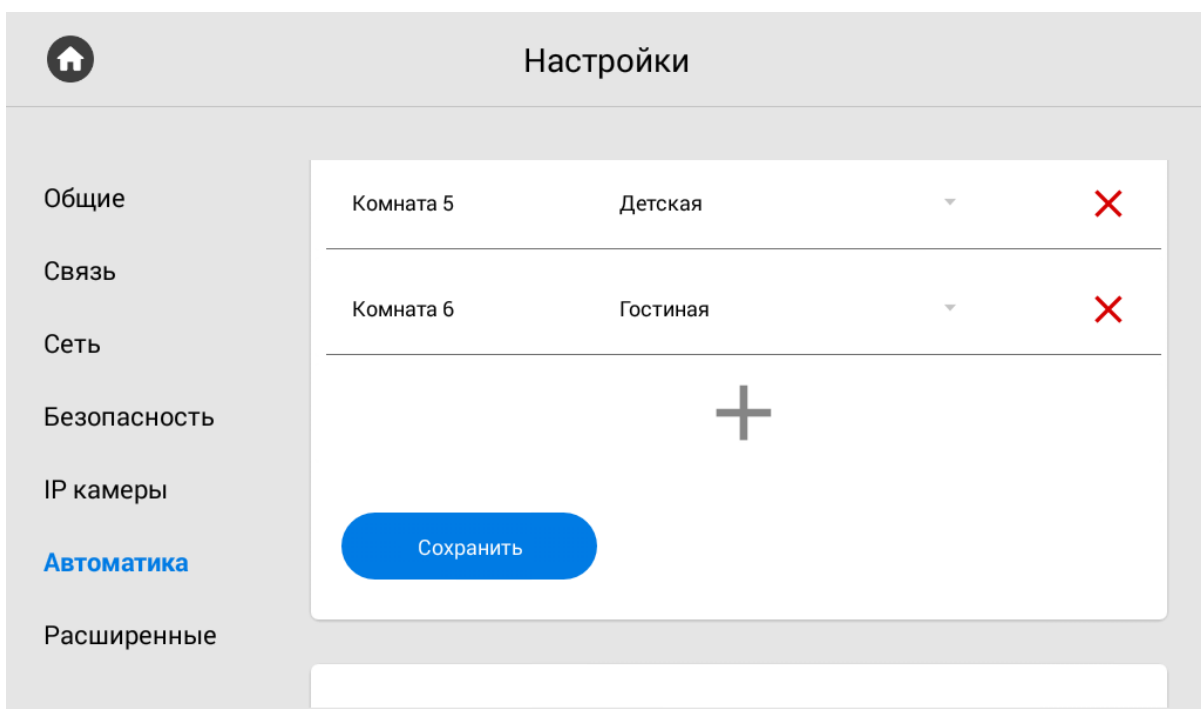 Настройки
Общие
Связь
Сеть
Безопасность
IP камеры
Автоматика
Расширенные
Комната 5 Детская
Комната 6 Гостиная
Сохранить